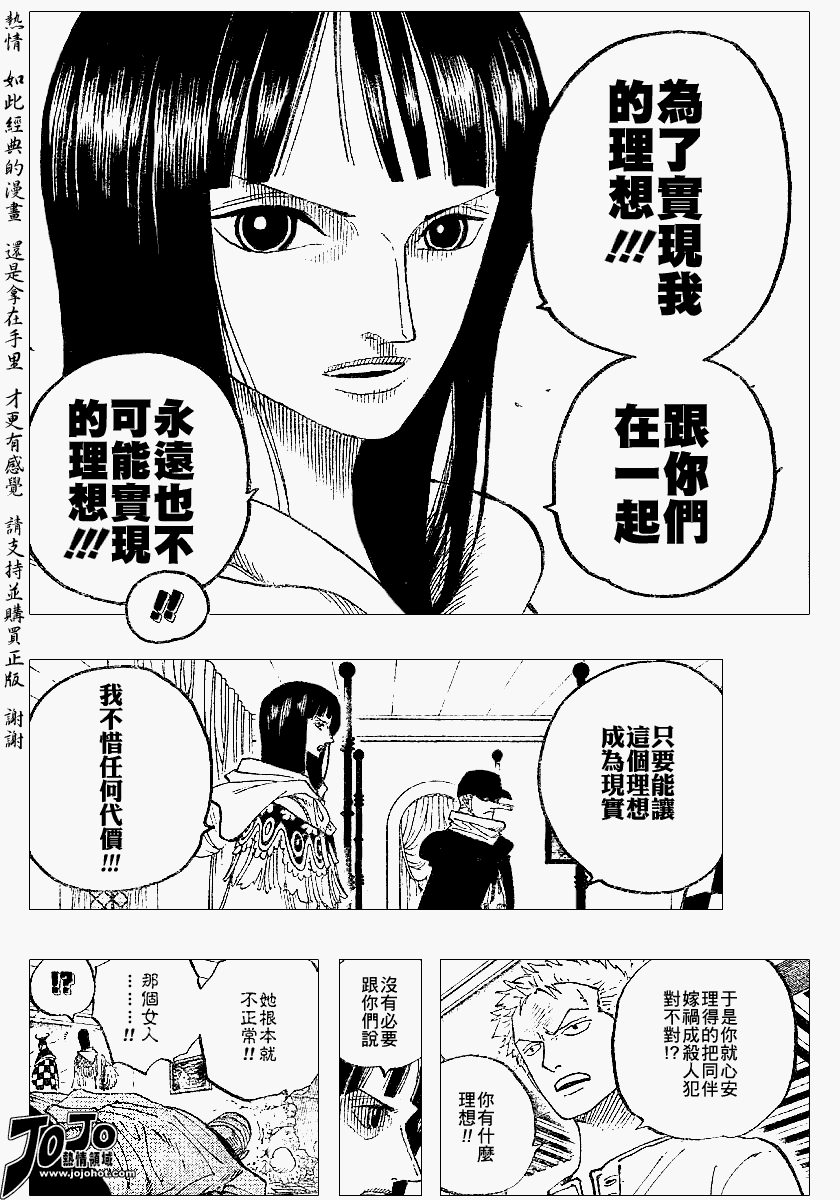 為了實現我
的理想!!!
跟你們
在一起
永遠也不
可能實現
的理想!!!
!!
只要能讓
這個理想
成為現實
我不惜任何代價!!!
于是你就心安
理得的把同伴
嫁禍成殺人犯
對不對!?
你有什麼
理想!!
沒有必要
跟你們說
她根本就
不正常!!
那個女人
………!!
!?
熱情 如此經典的漫畫 還是拿在手里 才更有感覺 請支持並購買正版 謝謝
JOJO
熱情領域
www.jojohot.com